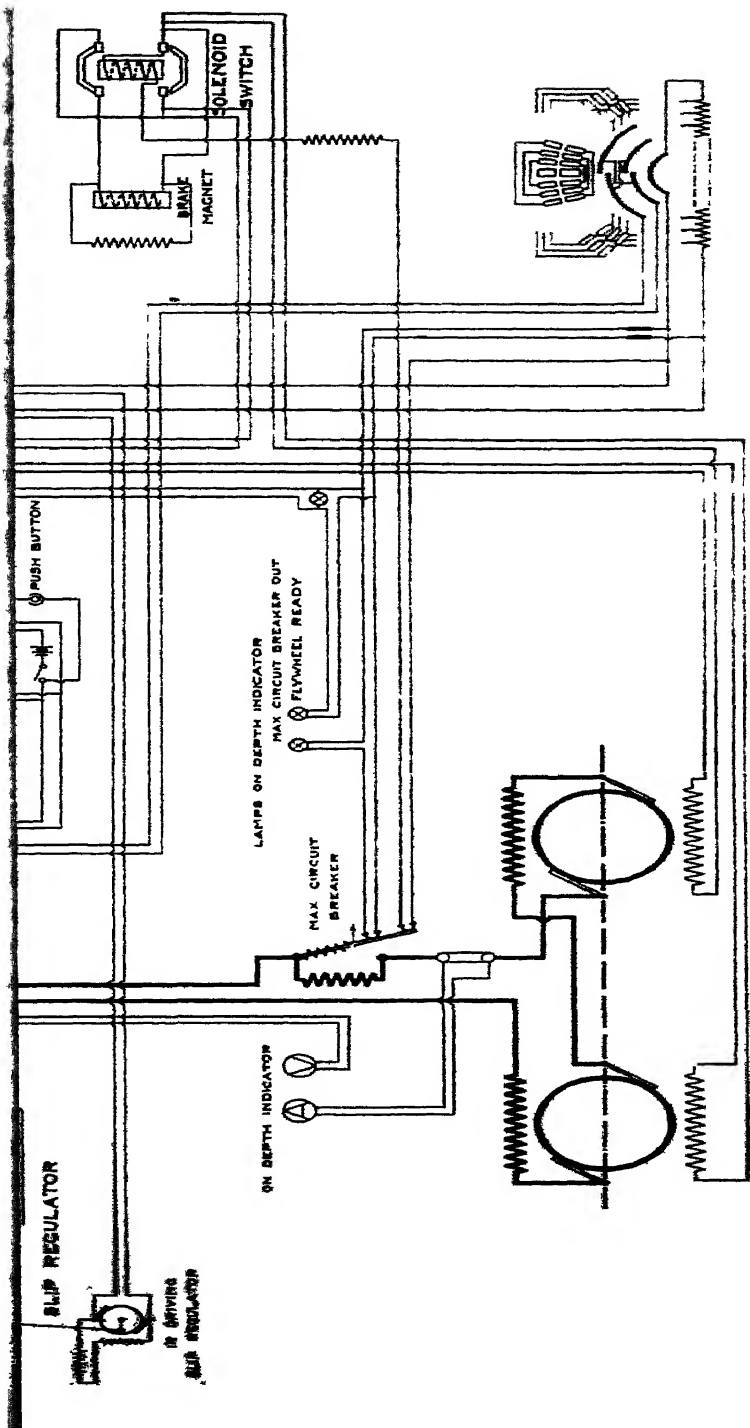 SOLENOID
SWITCH
BRAKE
MAGNET
PUSH BUTTON
LAMPS ON DEPTH INDICATOR
MAX CIRCUIT BREAKER OUT
FLYWHEEL READY
MAX CIRCUIT
BREAKER
ON DEPTH INDICATOR
SLIP REGULATOR
DRIVING
SLIP REGULATOR